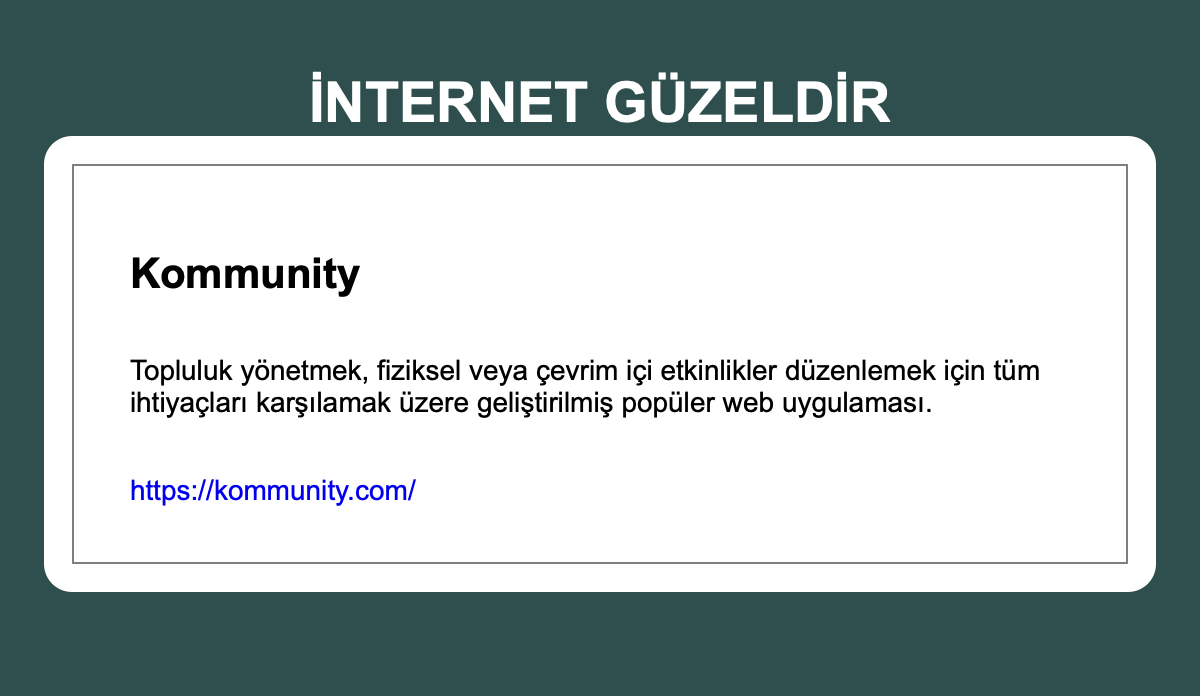 İNTERNET GÜZELDİR
Kommunity
Topluluk yönetmek, fiziksel veya çevrim içi etkinlikler düzenlemek için tüm
ihtiyaçları karşılamak üzere geliştirilmiş popüler web uygulaması.
https://kommunity.com/